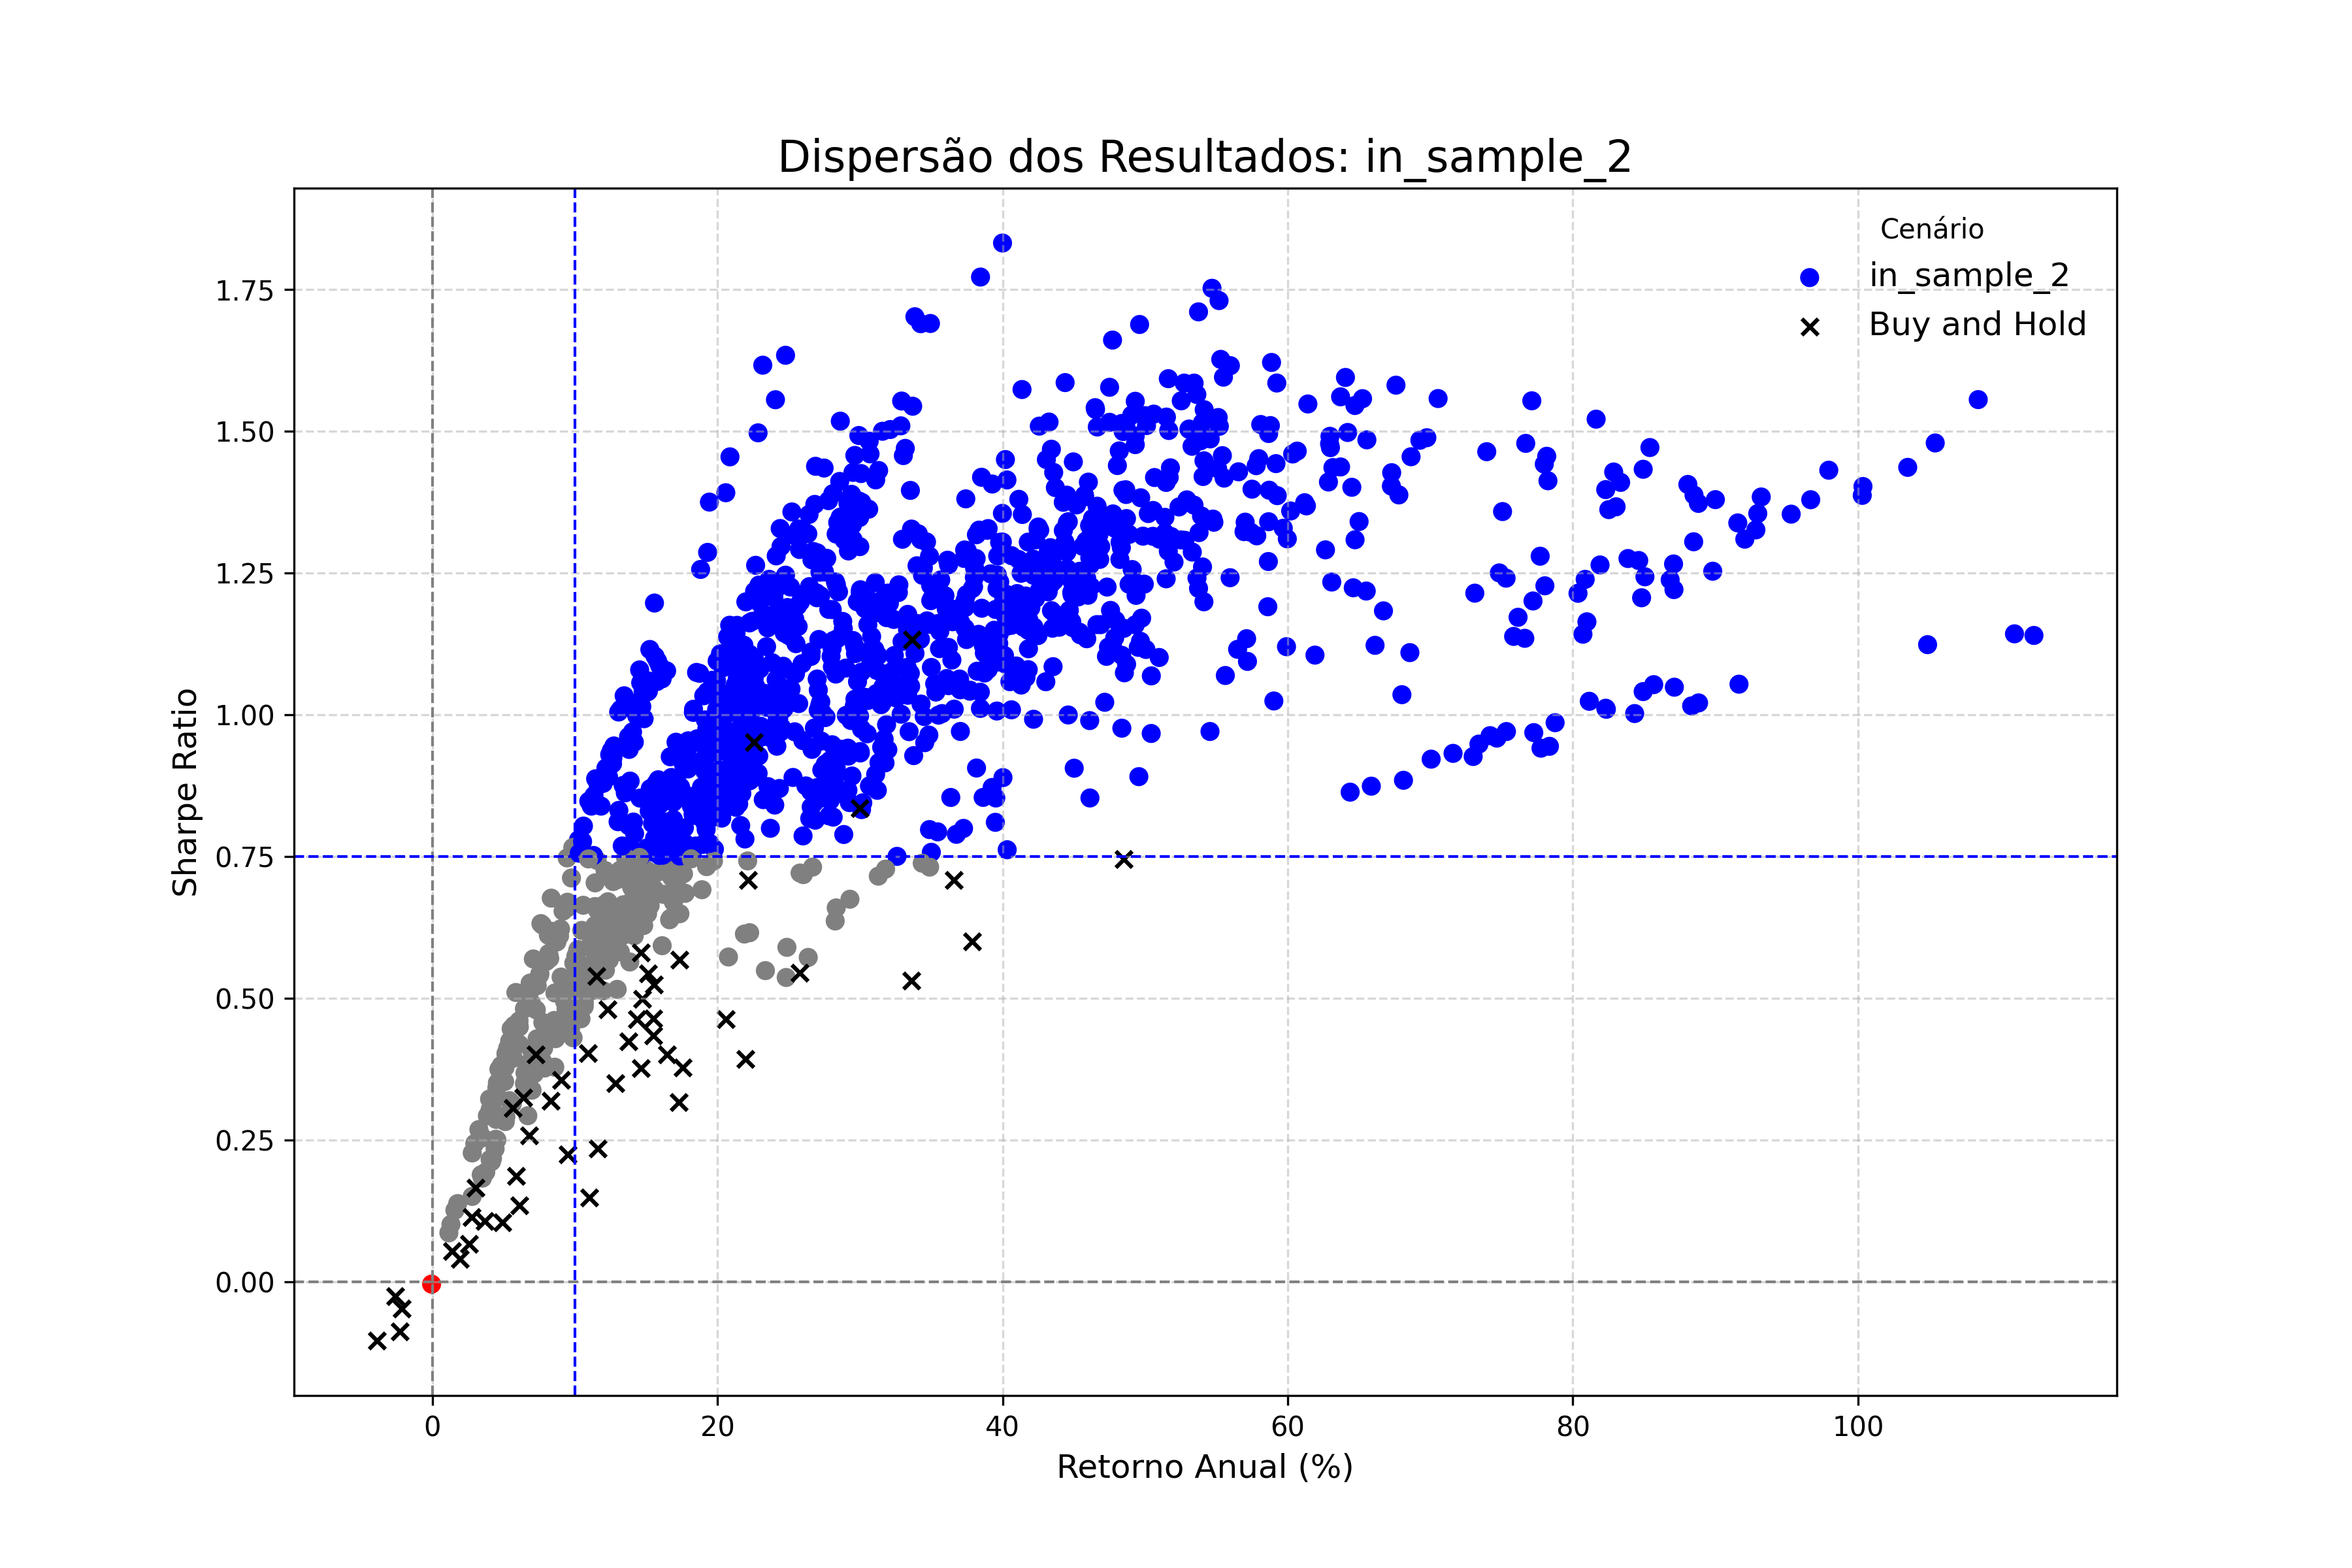 Dispersão dos Resultados: in_sample_2
Cenário
in_sample_2
Buy and Hold
Sharpe Ratio
1.75
1.50
1.25
1.00
0.75
0.50
0.25
0.00
0 20 40 60 80 100
Retorno Anual (%)